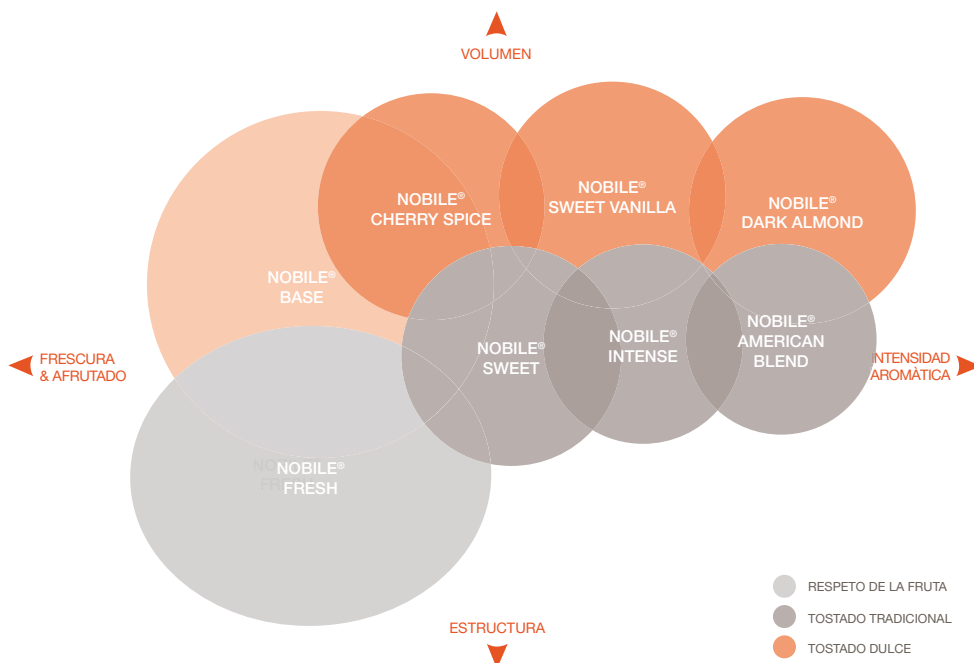 VOLUMEN
NOBILE®
CHERRY SPICE
NOBILE®
SWEET VANILLA
NOBILE®
DARK ALMOND
NOBILE®
BASE
FRESCURA
& AFRUTADO
NOBILE®
SWEET
NOBILE®
INTENSE
NOBILE®
AMERICAN
BLEND
INTENSIDAD
AROMÀTICA
NOBILE®
FRESH
ESTRUCTURA
RESPETO DE LA FRUTA
TOSTADO TRADICIONAL
TOSTADO DULCE